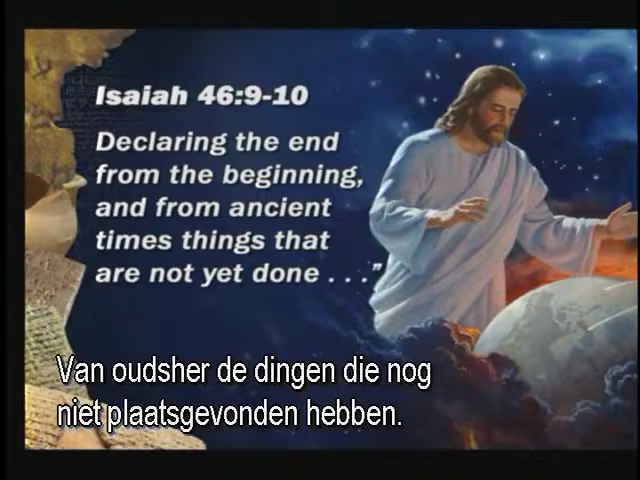 Isaiah 46:9-10
Declaring the end
from the beginning,
and from ancient
times things that
are not yet done . . ."
Van oudsher de dingen die nog
niet plaatsgevonden hebben.